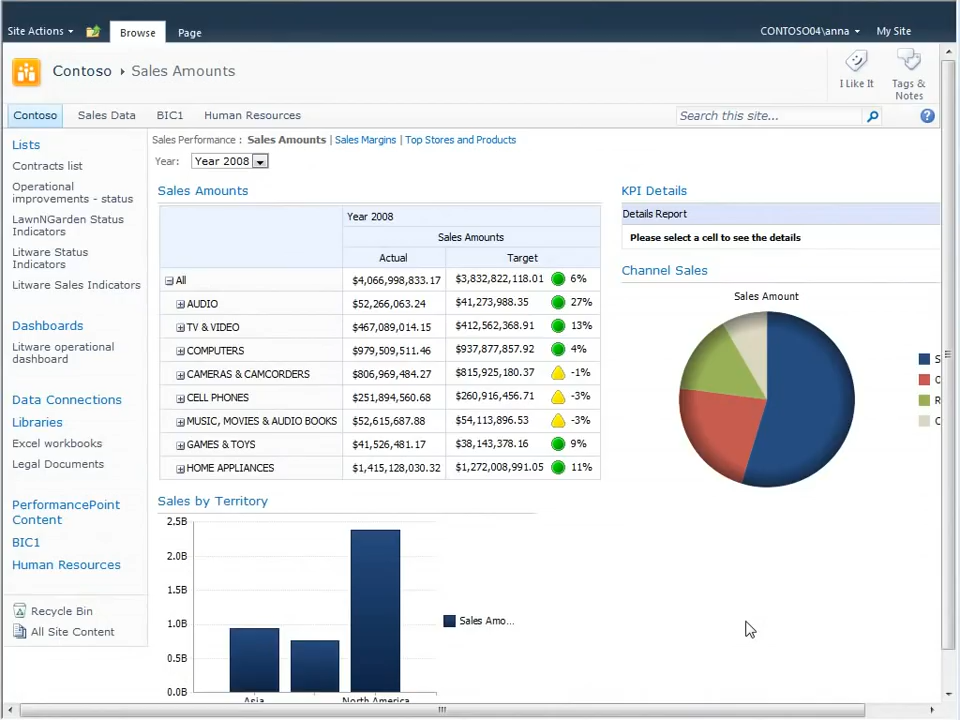 Site Actions
Browse
Page
CONTOSO04\anna
My Site
Contoso
Sales Amounts
I Like It
Tags &
Notes
Contoso
Sales Data
BIC1
Human Resources
Search this site...
?
Lists
Contracts list
Operational
improvements - status
LawnNGarden Status
Indicators
Litware Status
Indicators
Litware Sales Indicators
Dashboards
Litware operational
dashboard
Data Connections
Libraries
Excel workbooks
Legal Documents
PerformancePoint
Content
BIC1
Human Resources
Recycle Bin
All Site Content
Sales Performance : Sales Amounts | Sales Margins | Top Stores and Products
Year: Year 2008
Sales Amounts
Year 2008
Sales Amounts
Actual Target
All $4,066,998,833.17 $3,832,822,118.01 6%
AUDIO $52,266,063.24 $41,273,988.35 27%
TV & VIDEO $467,089,014.15 $412,562,368.91 13%
COMPUTERS $979,509,511.46 $937,877,857.92 4%
CAMERAS & CAMCORDERS $806,969,484.27 $815,925,180.37 -1%
CELL PHONES $251,894,560.68 $260,916,456.71 -3%
MUSIC, MOVIES & AUDIO BOOKS $52,615,687.88 $54,113,896.53 -3%
GAMES & TOYS $41,526,481.17 $38,143,378.16 9%
HOME APPLIANCES $1,415,128,030.32 $1,272,008,991.05 11%
KPI Details
Details Report
Please select a cell to see the details
Channel Sales
Sales Amount
S
R
Sales by Territory
2.5B
2.0B
1.5B
1.0B
0.5B
0.0B
Asia
North America
Sales Amo...